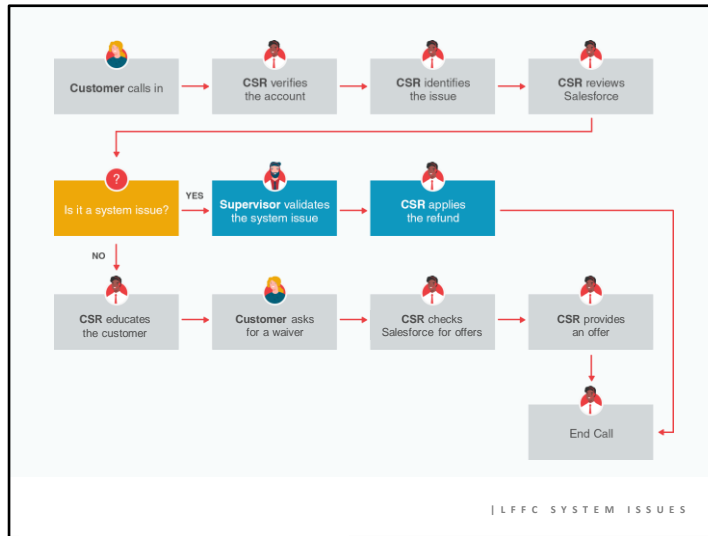 Customer calls in
CSR verifies
the account
CSR identifies
the issue
CSR reviews
Salesforce
?
Is it a system issue?
YES
Supervisor validates
the system issue
CSR applies
the refund
NO
CSR educates
the customer
Customer asks
for a waiver
CSR checks
Salesforce for offers
CSR provides
an offer
End Call
| LFFC SYSTEM ISSUES